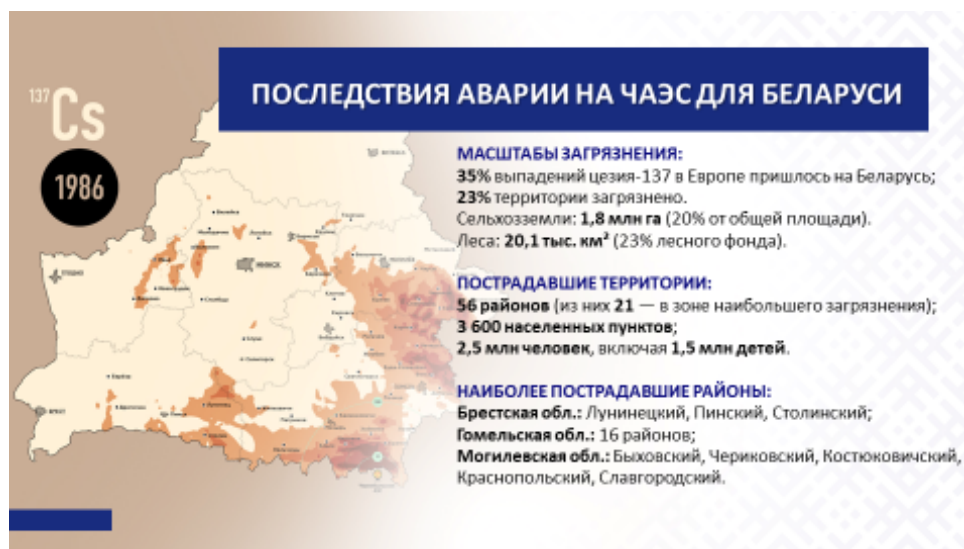 137
Cs
1986
ПОСЛЕДСТВИЯ АВАРИИ НА ЧАЭС ДЛЯ БЕЛАРУСИ
МАСШТАБЫ ЗАГРЯЗНЕНИЯ:
35% выпадений цезия-137 в Европе пришлось на Беларусь;
23% территории загрязнено.
Сельхозземли: 1,8 млн га (20% от общей площади).
Леса: 20,1 тыс. км² (23% лесного фонда).
ПОСТРАДАВШИЕ ТЕРРИТОРИИ:
56 районов (из них 21 — в зоне наибольшего загрязнения);
3 600 населенных пунктов;
2,5 млн человек, включая 1,5 млн детей.
НАИБОЛЕЕ ПОСТРАДАВШИЕ РАЙОНЫ:
Брестская обл.: Лунинецкий, Пинский, Столинский;
Гомельская обл.: 16 районов;
Могилевская обл.: Быховский, Чериковский, Костюковичский,
Краснопольский, Славгородский.
МИНСК